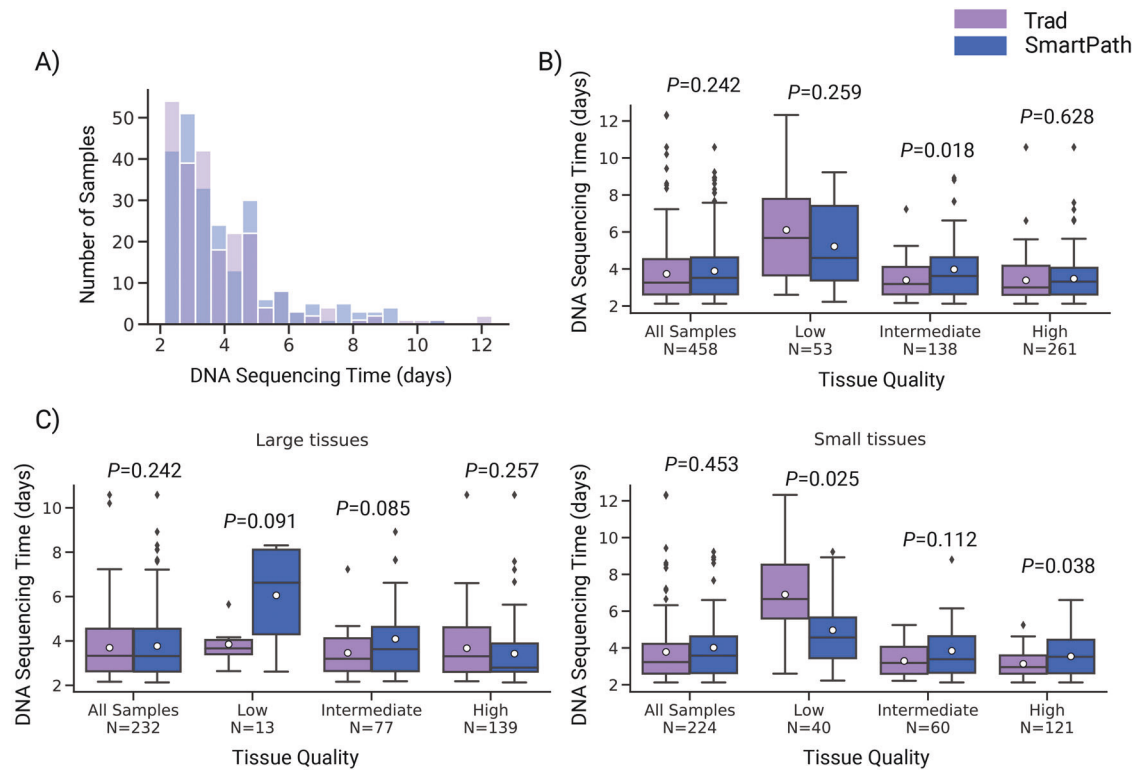 Trad
SmartPath
A)
Number of Samples
50
40
30
20
10
0
2 4 6 8 10 12
DNA Sequencing Time (days)
B)
DNA Sequencing Time (days)
P=0.242 P=0.259 P=0.018 P=0.628
12
10
8
6
4
2
All Samples Low Intermediate High
N=458 N=53 N=138 N=261
Tissue Quality
C)
Large tissues
DNA Sequencing Time (days)
P=0.242 P=0.091 P=0.085 P=0.257
10
8
6
4
2
All Samples Low Intermediate High
N=232 N=13 N=77 N=139
Tissue Quality
Small tissues
DNA Sequencing Time (days)
P=0.453 P=0.025 P=0.112 P=0.038
12
10
8
6
4
2
All Samples Low Intermediate High
N=224 N=40 N=60 N=121
Tissue Quality